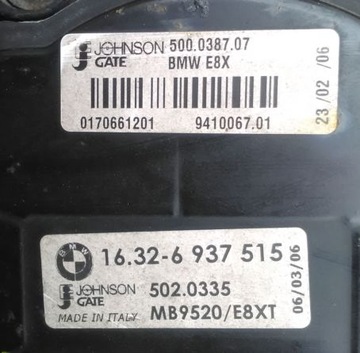 JOHNSON GATE 500.0387.07
BMW E8X
0170661201 9410067.01
23/02/06
BMW
16.32-6 937 515
JOHNSON GATE 502.0335
MADE IN ITALY MB9520/E8XT
06/03/06